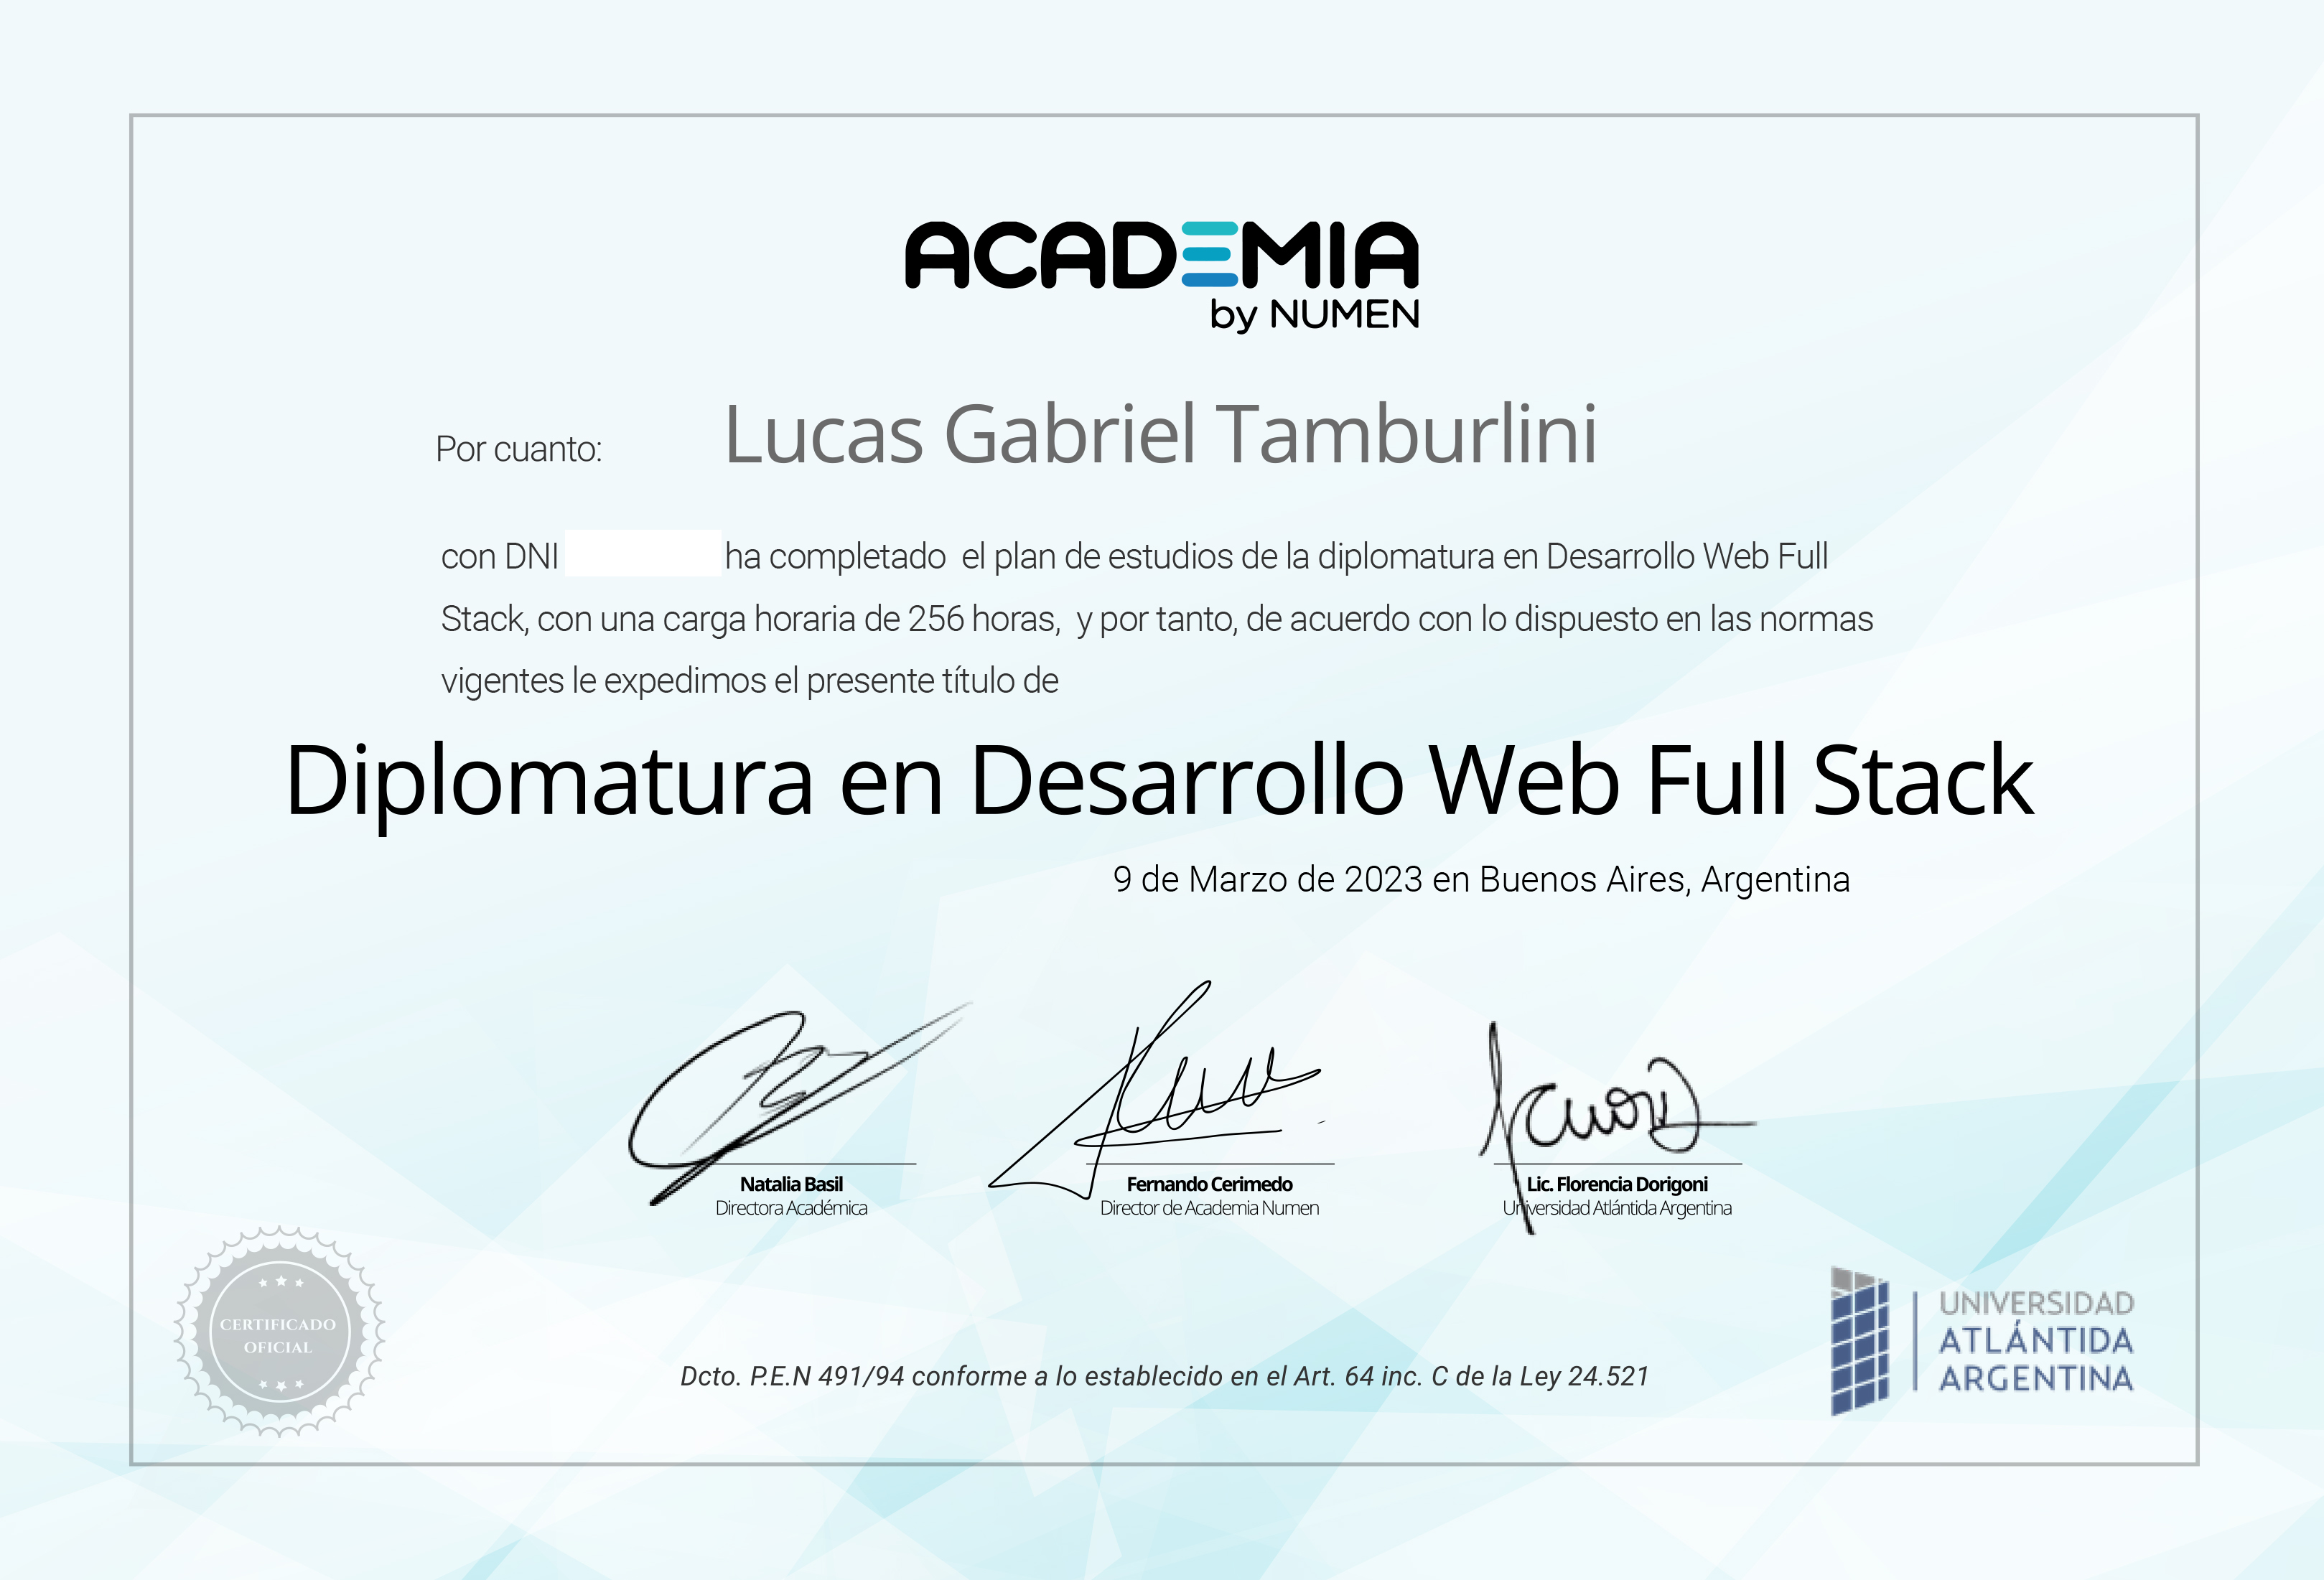 ACADEMIA
by NUMEN
Por cuanto: Lucas Gabriel Tamburlini
con DNI ha completado el plan de estudios de la diplomatura en Desarrollo Web Full
Stack, con una carga horaria de 256 horas, y por tanto, de acuerdo con lo dispuesto en las normas
vigentes le expedimos el presente título de
Diplomatura en Desarrollo Web Full Stack
9 de Marzo de 2023 en Buenos Aires, Argentina
Natalia Basil
Directora Académica
Fernando Cerimedo
Director de Academia Numen
Lic. Florencia Dorigoni
Universidad Atlántida Argentina
CERTIFICADO
OFICIAL
Dcto. P.E.N 491/94 conforme a lo establecido en el Art. 64 inc. C de la Ley 24.521
UNIVERSIDAD
ATLÁNTIDA
ARGENTINA